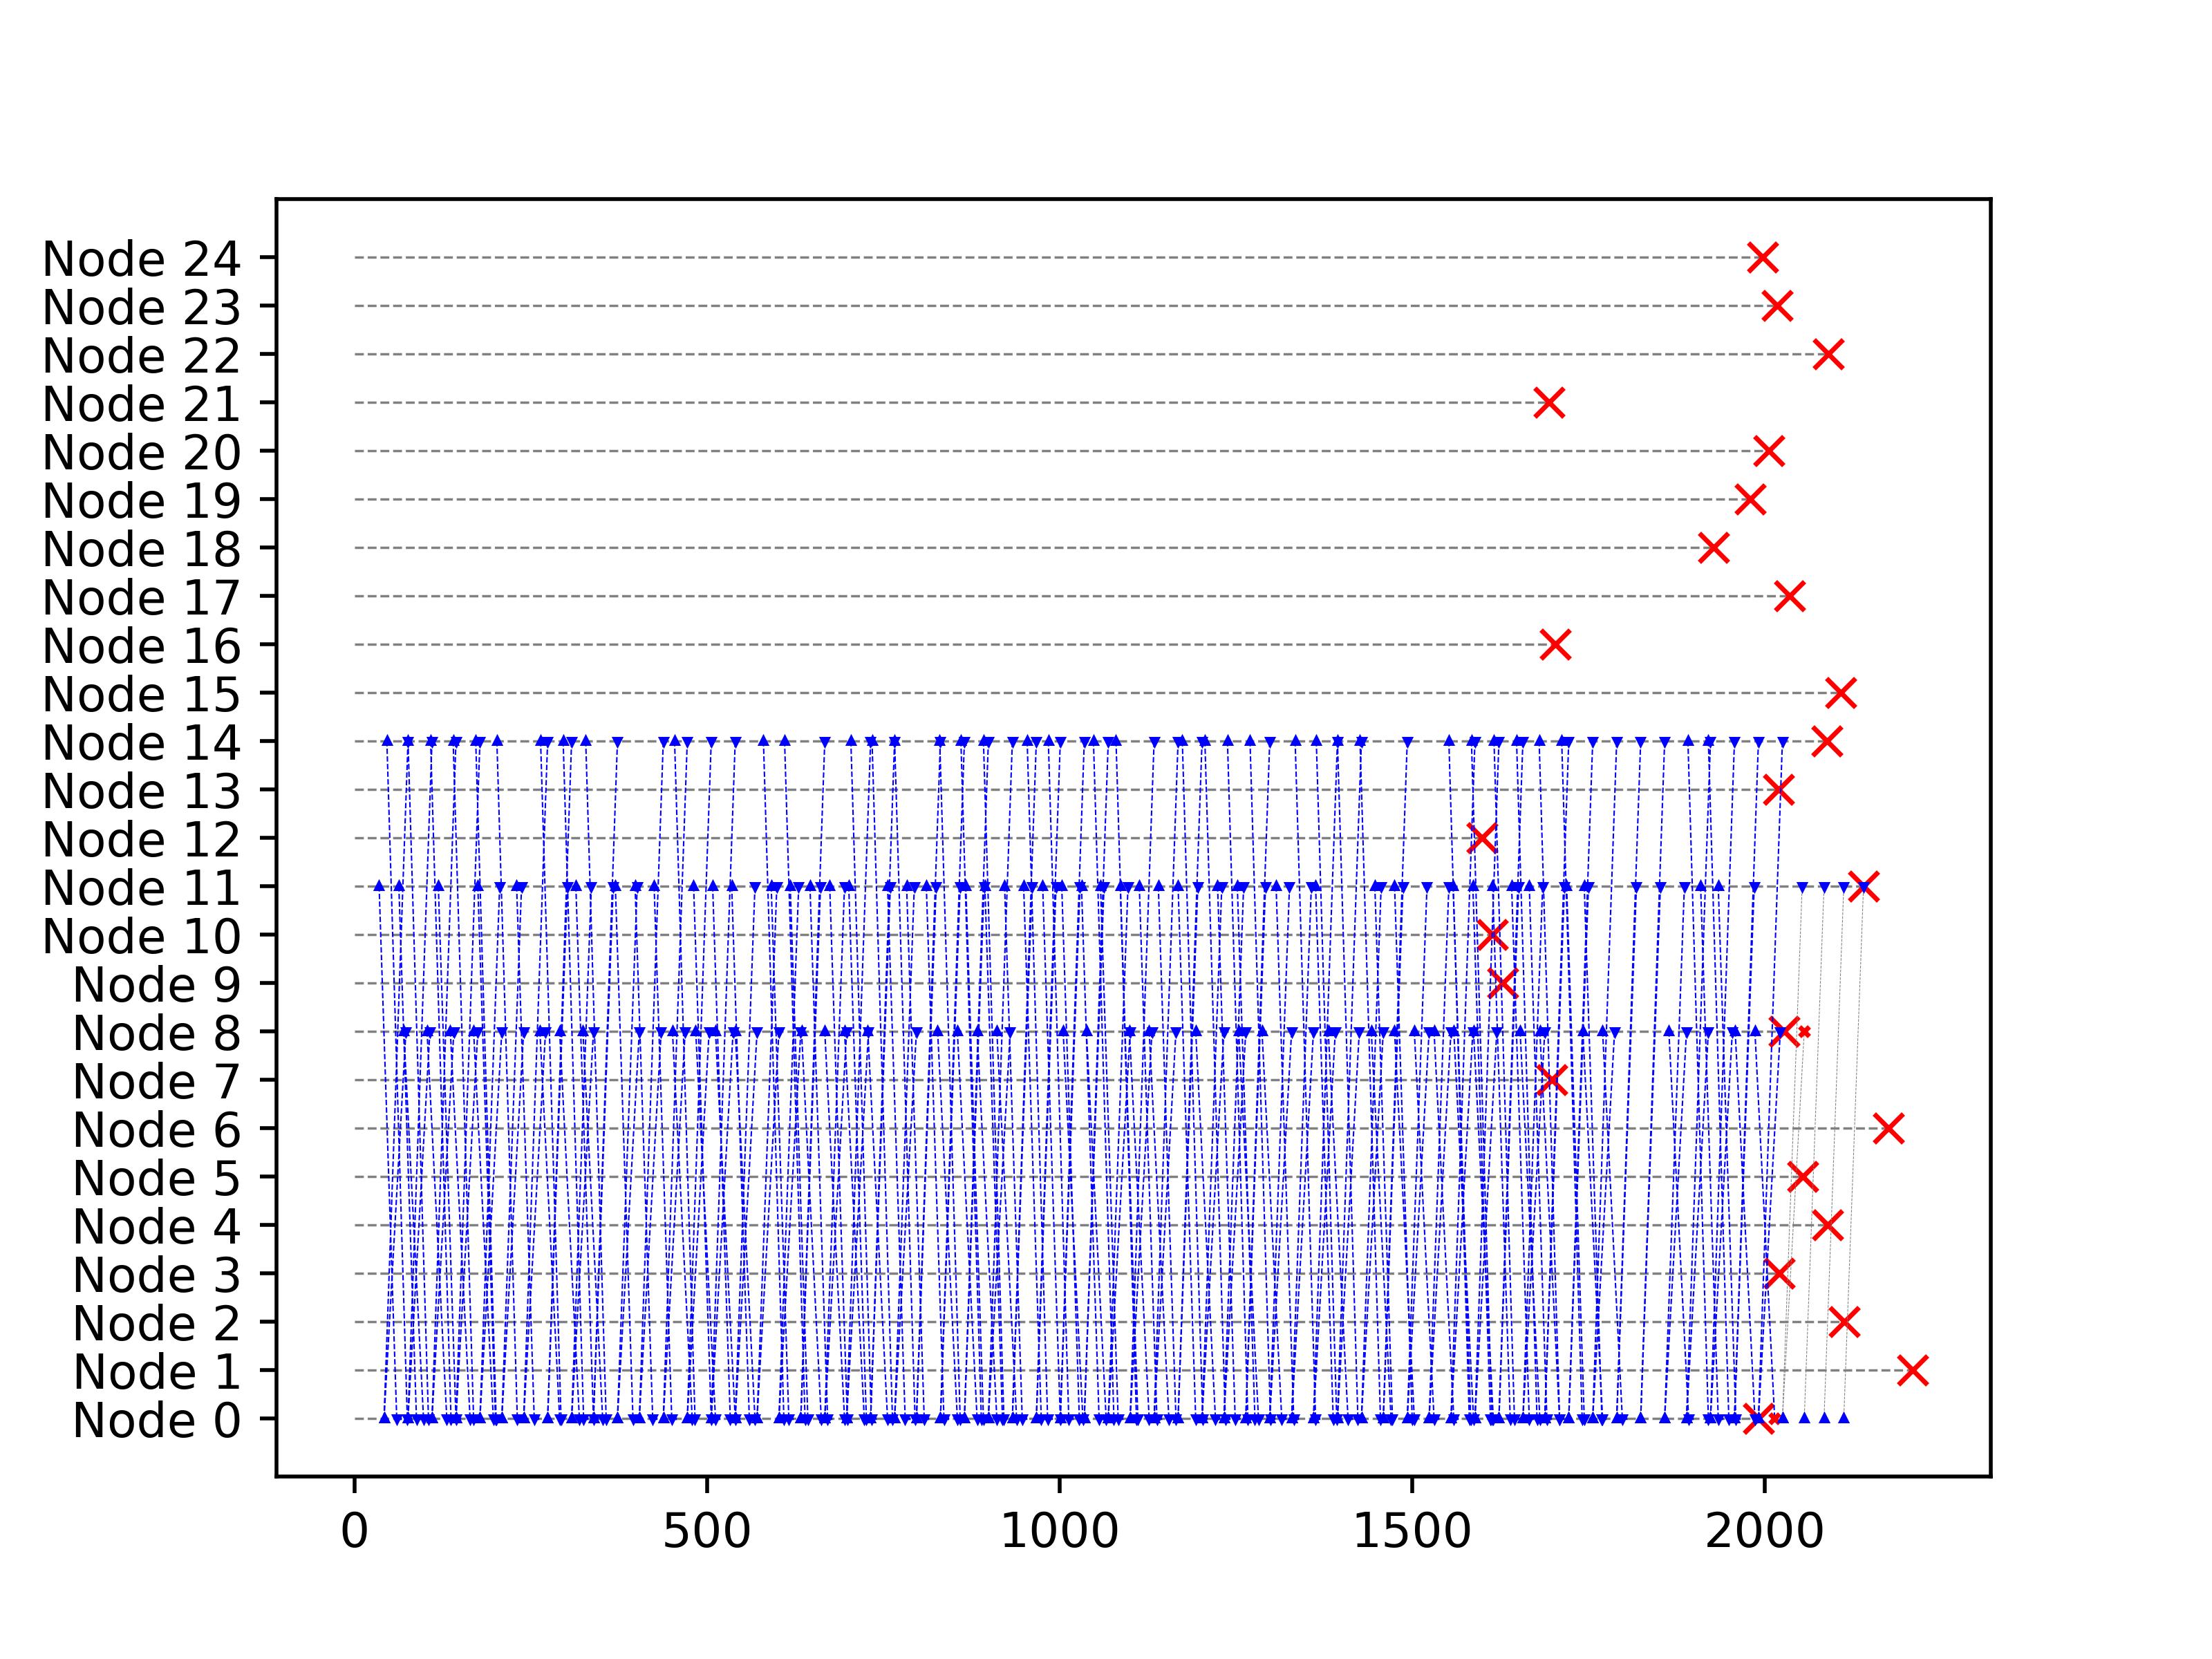 Node 24
Node 23
Node 22
Node 21
Node 20
Node 19
Node 18
Node 17
Node 16
Node 15
Node 14
Node 13
Node 12
Node 11
Node 10
Node 9
Node 8
Node 7
Node 6
Node 5
Node 4
Node 3
Node 2
Node 1
Node 0
0 500 1000 1500 2000